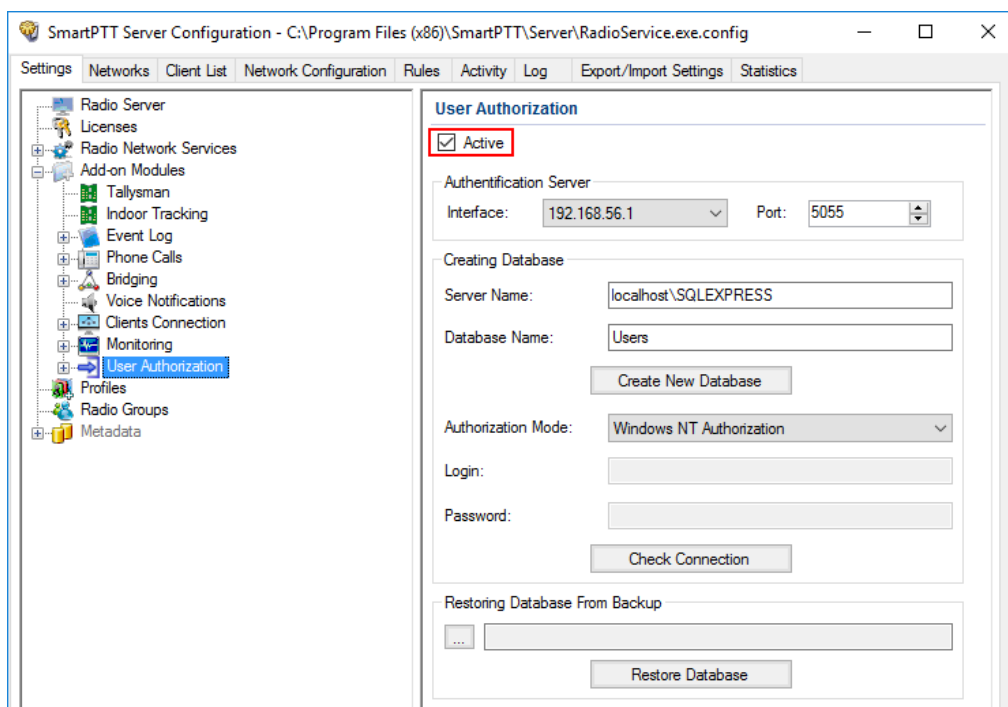 SmartPTT Server Configuration - C:\Program Files (x86)\SmartPTT\Server\RadioService.exe.config
Settings Networks Client List Network Configuration Rules Activity Log Export/Import Settings Statistics
Radio Server
Licenses
Radio Network Services
Add-on Modules
Tallysman
Indoor Tracking
Event Log
Phone Calls
Bridging
Voice Notifications
Clients Connection
Monitoring
User Authorization
Profiles
Radio Groups
Metadata
User Authorization
Active
Authentification Server
Interface: 192.168.56.1 Port: 5055
Creating Database
Server Name: localhost\SQLEXPRESS
Database Name: Users
Create New Database
Authorization Mode: Windows NT Authorization
Login:
Password:
Check Connection
Restoring Database From Backup
...
Restore Database